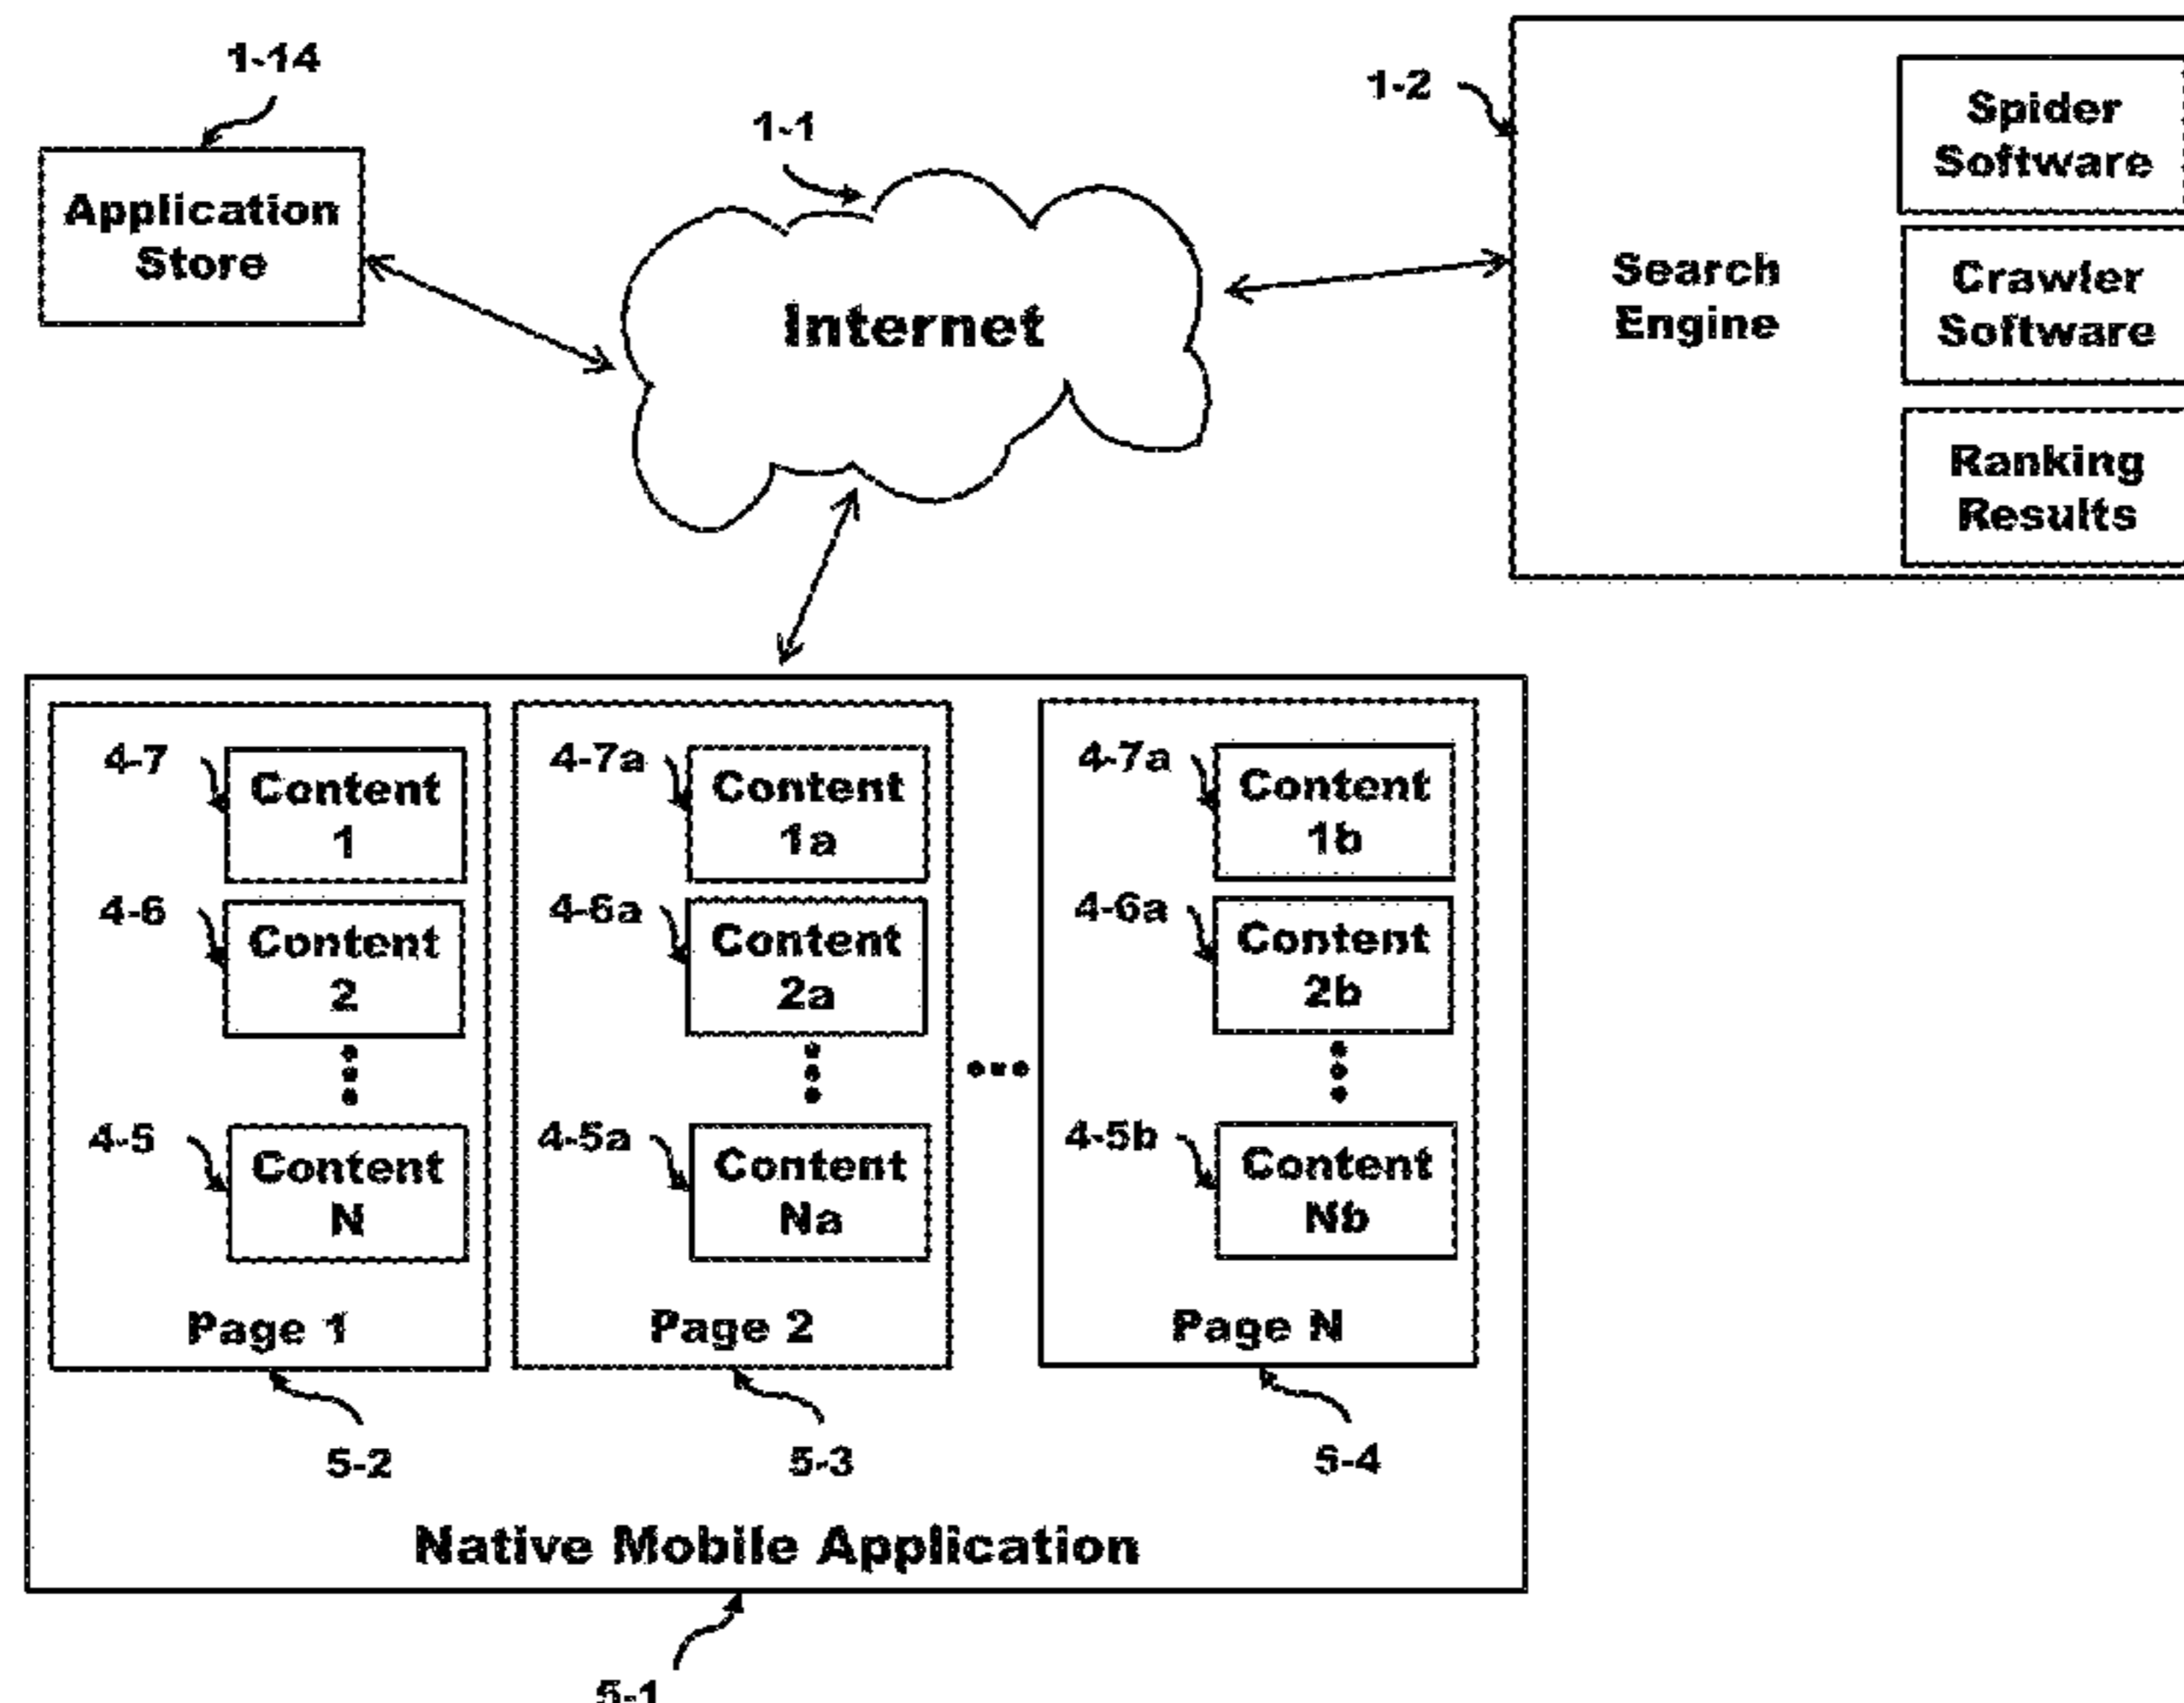 1-14
Application
Store
1-1
Internet
1-2
Search
Engine
Spider
Software
Crawler
Software
Ranking
Results
4-7
Content
1
4-6
Content
2
4-5
Content
N
Page 1
5-2
4-7a
Content
1a
4-6a
Content
2a
4-5a
Content
Na
Page 2
5-3
...
4-7a
Content
1b
4-6a
Content
2b
4-5b
Content
Nb
Page N
5-4
Native Mobile Application
5-1